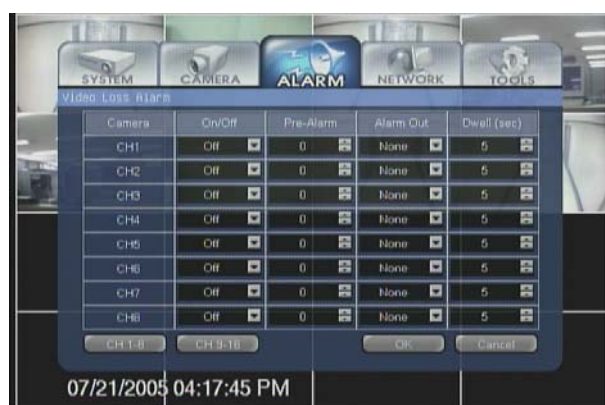 SYSTEM CAMERA ALARM NETWORK TOOLS
Video Loss Alarm
Camera On/Off Pre-Alarm Alarm Out Dwell (sec)
CH1 Off 0 None 5
CH2 Off 0 None 5
CH3 Off 0 None 5
CH4 Off 0 None 5
CH5 Off 0 None 5
CH6 Off 0 None 5
CH7 Off 0 None 5
CH8 Off 0 None 5
CH 1-8 CH 9-16 OK Cancel
07/21/2005 04:17:45 PM